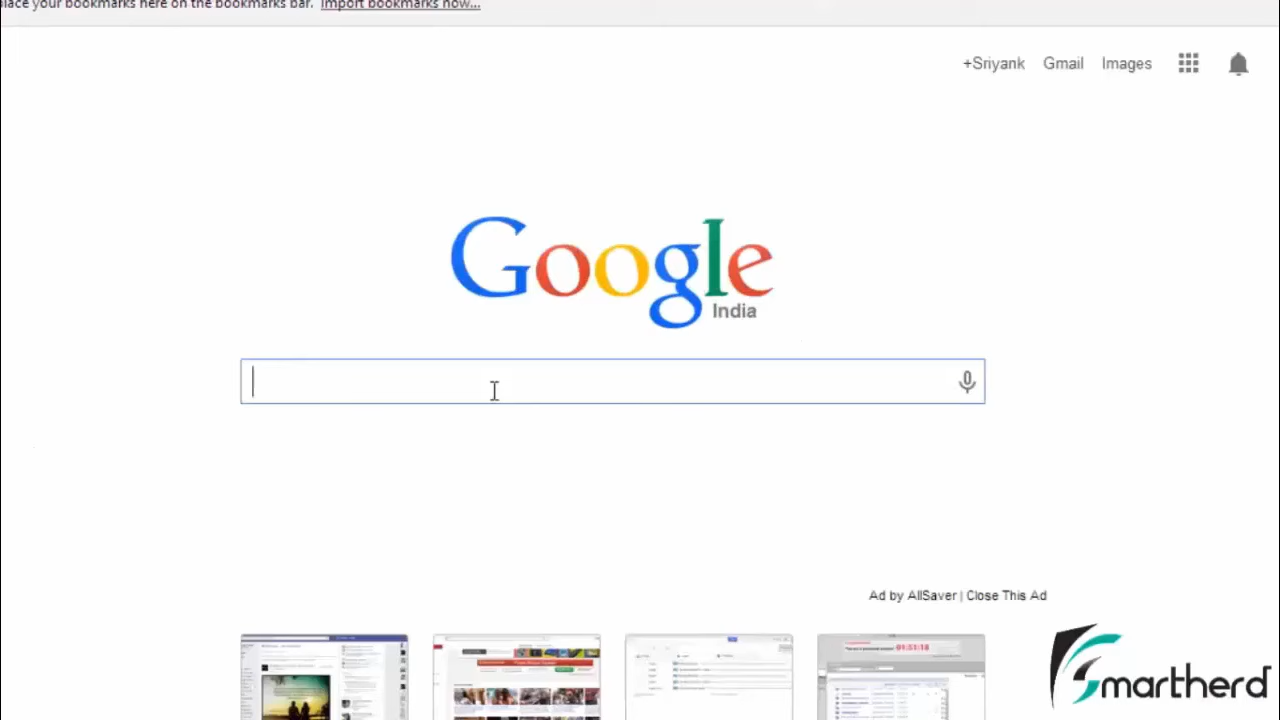 place your bookmarks here on the bookmarks bar. Import bookmarks now...
+Sriyank Gmail Images
Google
India
Ad by AllSaver | Close This Ad
Smartherd